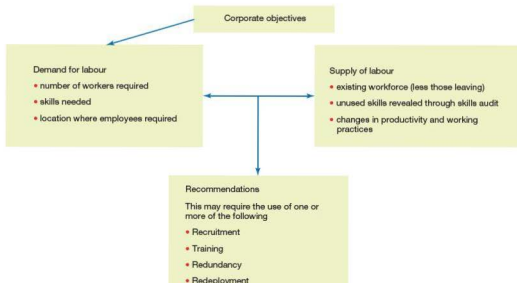 Corporate objectives
Demand for labour
• number of workers required
• skills needed
• location where employees required
Supply of labour
• existing workforce (less those leaving)
• unused skills revealed through skills audit
• changes in productivity and working
practices
Recommendations
This may require the use of one or
more of the following
• Recruitment
• Training
• Redundancy
• Redeployment